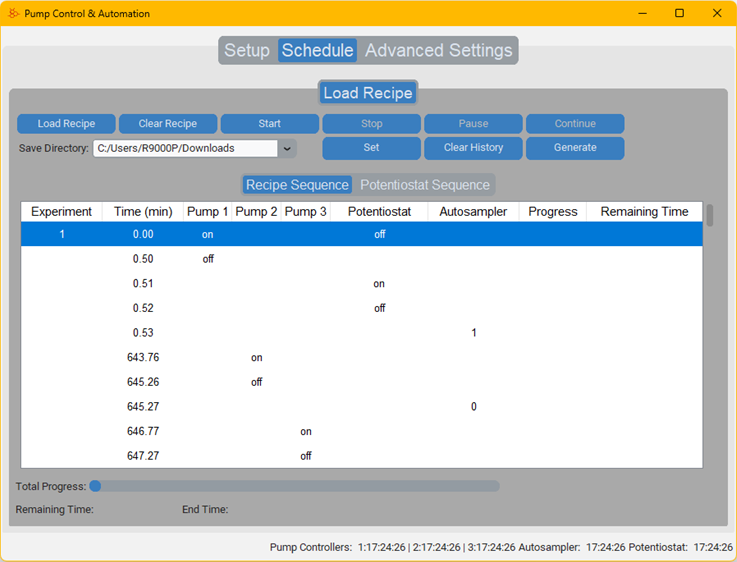 Pump Control & Automation
Setup Schedule Advanced Settings
Load Recipe
Load Recipe Clear Recipe Start Stop Pause Continue
Save Directory: C:/Users/R9000P/Downloads Set Clear History Generate
Recipe Sequence Potentiostat Sequence
Experiment Time (min) Pump 1 Pump 2 Pump 3 Potentiostat Autosampler Progress Remaining Time
1 0.00 on off
0.50 off
0.51 on
0.52 off
0.53 1
643.76 on
645.26 off
645.27 0
646.77 on
647.27 off
Total Progress:
Remaining Time: End Time:
Pump Controllers: 1:17:24:26 | 2:17:24:26 | 3:17:24:26 Autosampler: 17:24:26 Potentiostat: 17:24:26